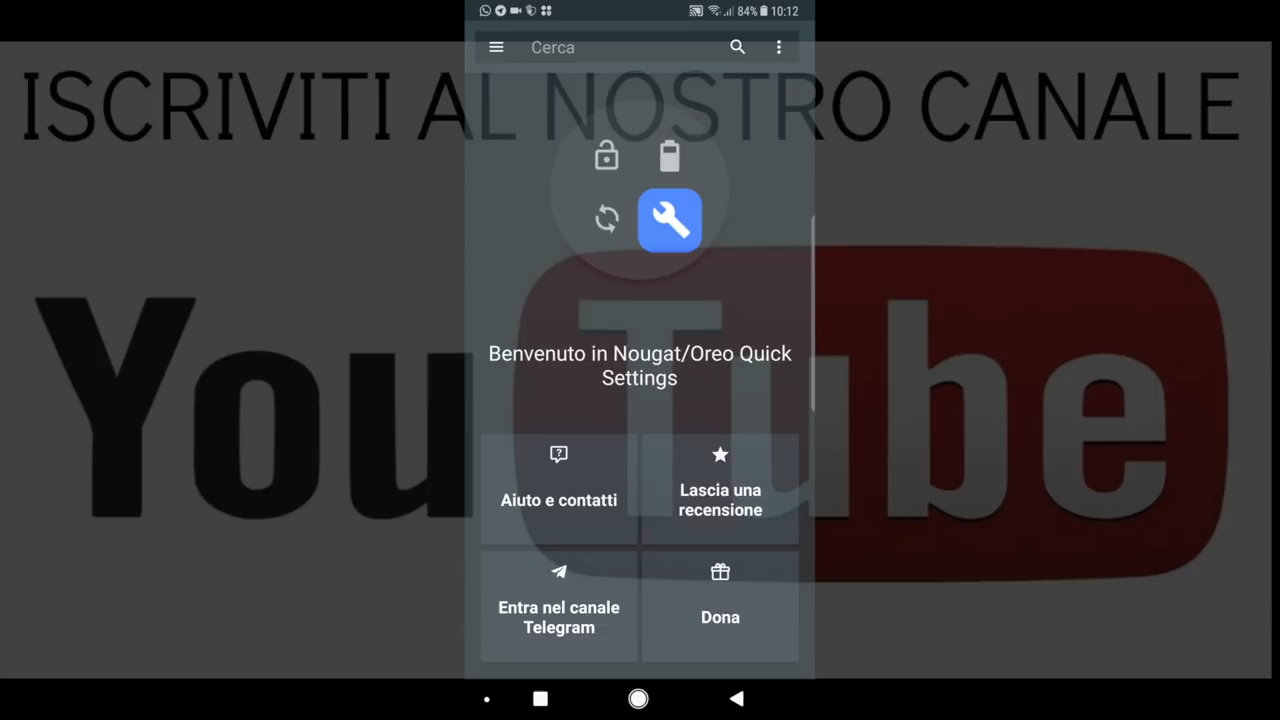 84% 10:12
Cerca
ISCRIVITI AL NOSTRO CANALE
YouTube
Benvenuto in Nougat/Oreo Quick
Settings
Aiuto e contatti
Lascia una
recensione
Entra nel canale
Telegram
Dona